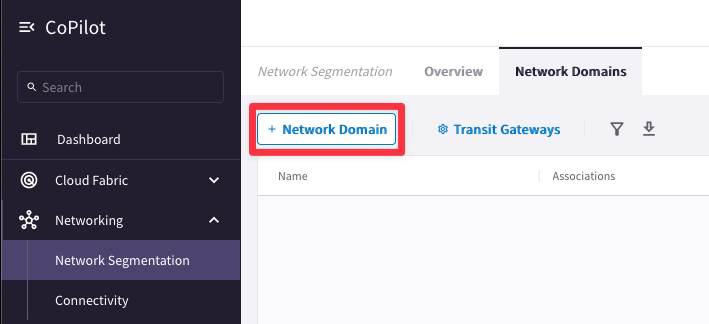 CoPilot
Search
Dashboard
Cloud Fabric
Networking
Network Segmentation
Connectivity
Network Segmentation Overview Network Domains
+ Network Domain Transit Gateways
Name Associations